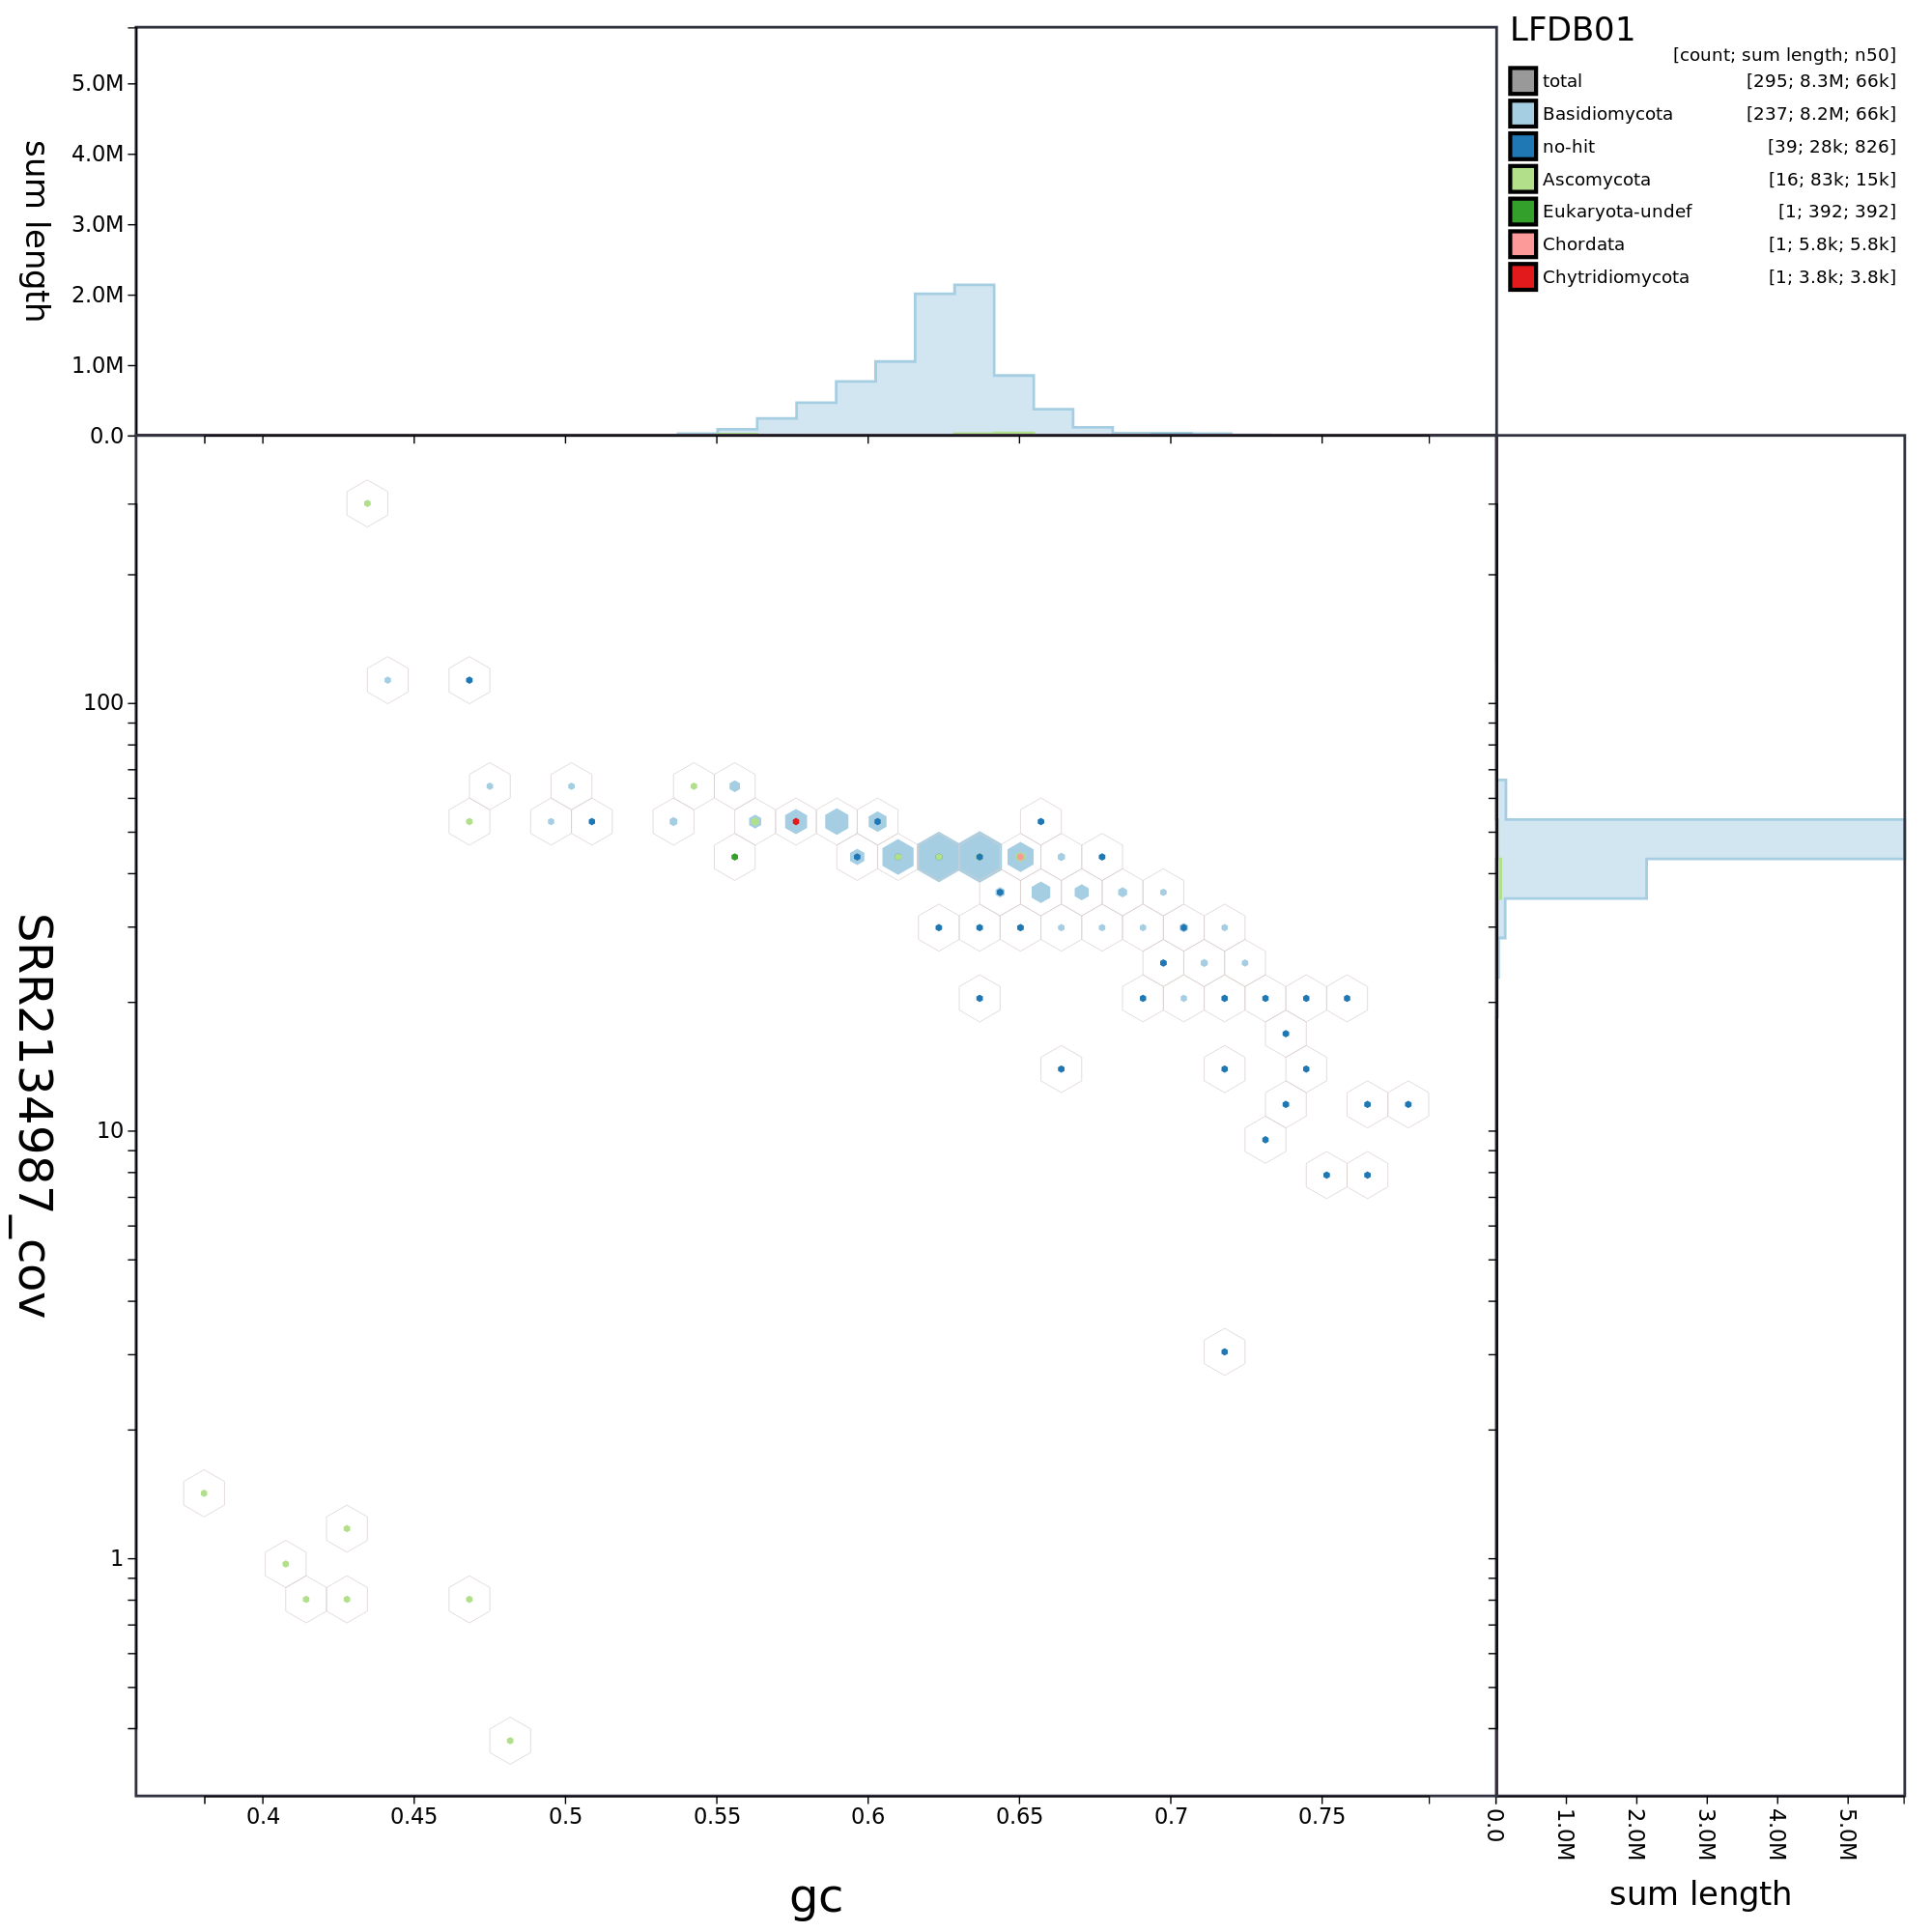 LFDB01
[count; sum length; n50]
total [295; 8.3M; 66k]
Basidiomycota [237; 8.2M; 66k]
no-hit [39; 28k; 826]
Ascomycota [16; 83k; 15k]
Eukaryota-undef [1; 392; 392]
Chordata [1; 5.8k; 5.8k]
Chytridiomycota [1; 3.8k; 3.8k]
sum length
5.0M
4.0M
3.0M
2.0M
1.0M
0.0
SRR2134987_cov
100
10
1
0.4 0.45 0.5 0.55 0.6 0.65 0.7 0.75
gc
0.0 1.0M 2.0M 3.0M 4.0M 5.0M
sum length